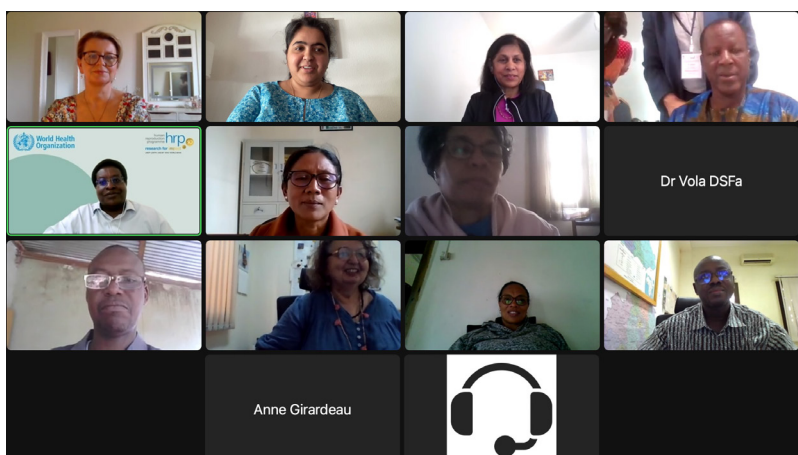 World Health
Organization
hrp
research for impact
Dr Vola DSFa
Anne Girardeau